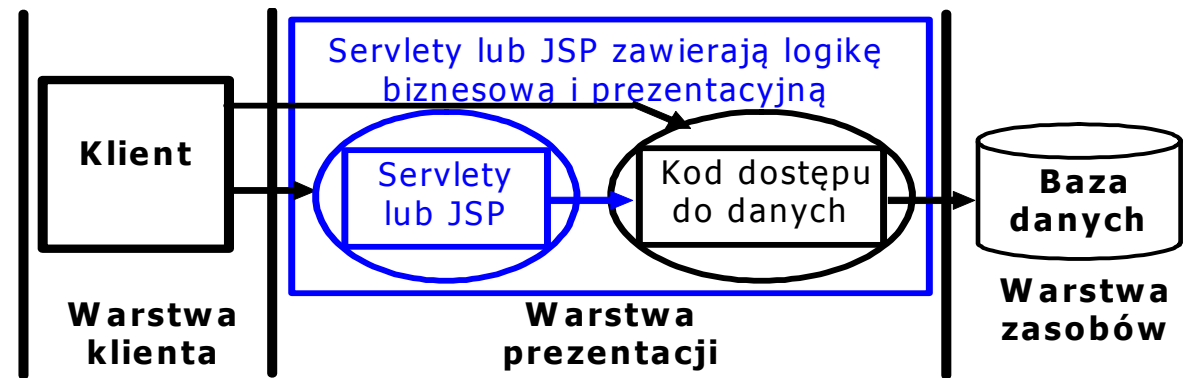 Servlety lub JSP zawierają logikę
biznesową i prezentacyjną
Klient
Servlety
lub JSP
Kod dostępu
do danych
Baza
danych
Warstwa
klienta
Warstwa
prezentacji
Warstwa
zasobów